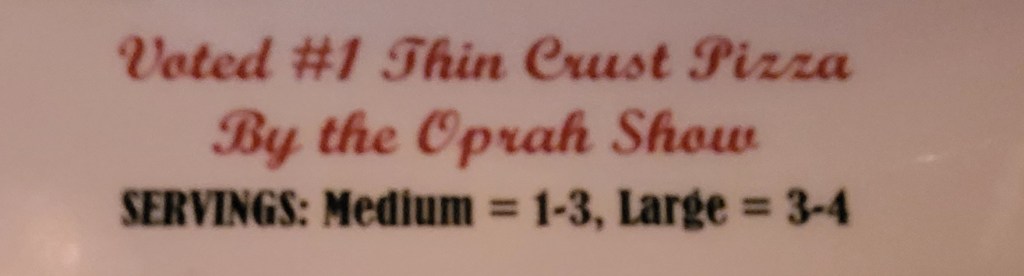 Voted #1 Thin Crust Pizza
By the Oprah Show
SERVINGS: Medium = 1-3, Large = 3-4